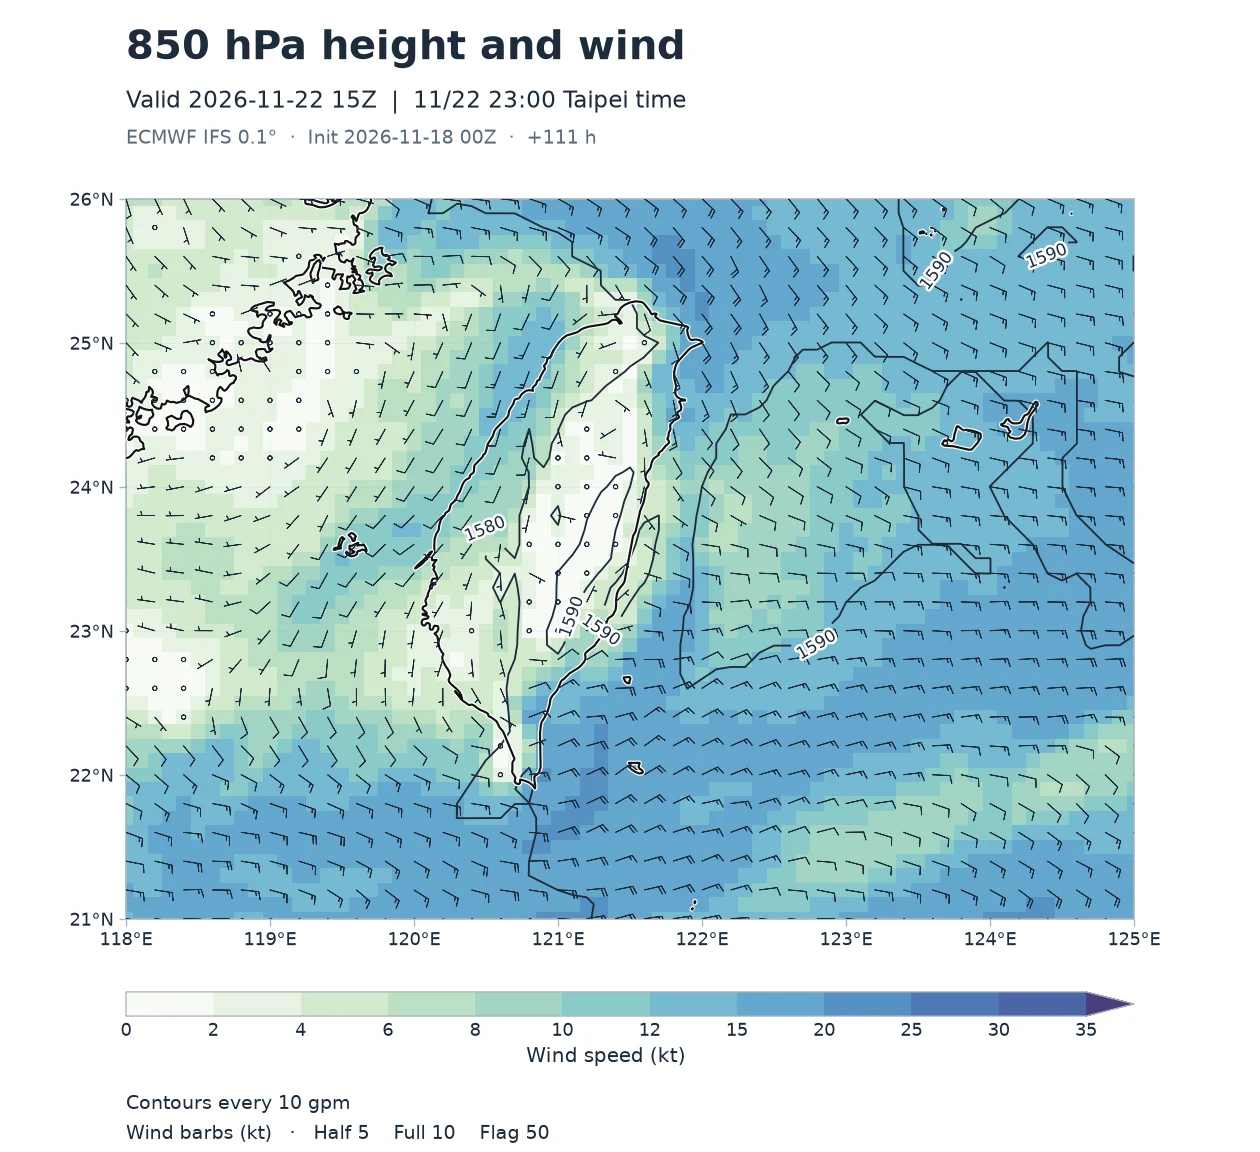 850 hPa height and wind
Valid 2026-11-22 15Z | 11/22 23:00 Taipei time
ECMWF IFS 0.1° · Init 2026-11-18 00Z · +111 h
26°N
25°N
24°N
23°N
22°N
21°N
1590
1590
1580
1590
1590
1590
118°E 119°E 120°E 121°E 122°E 123°E 124°E 125°E
0 2 4 6 8 10 12 15 20 25 30 35
Wind speed (kt)
Contours every 10 gpm
Wind barbs (kt) · Half 5 Full 10 Flag 50